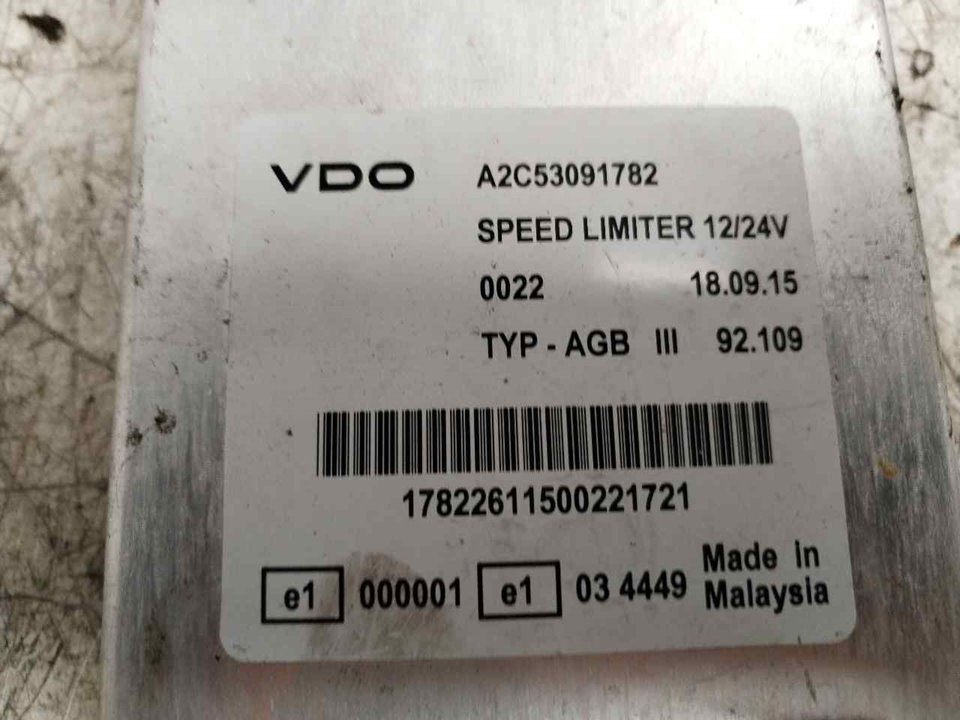 VDO A2C53091782
SPEED LIMITER 12/24V
0022 18.09.15
TYP - AGB III 92.109
17822611500221721
e1 000001 e1 03 4449 Made in
Malaysia